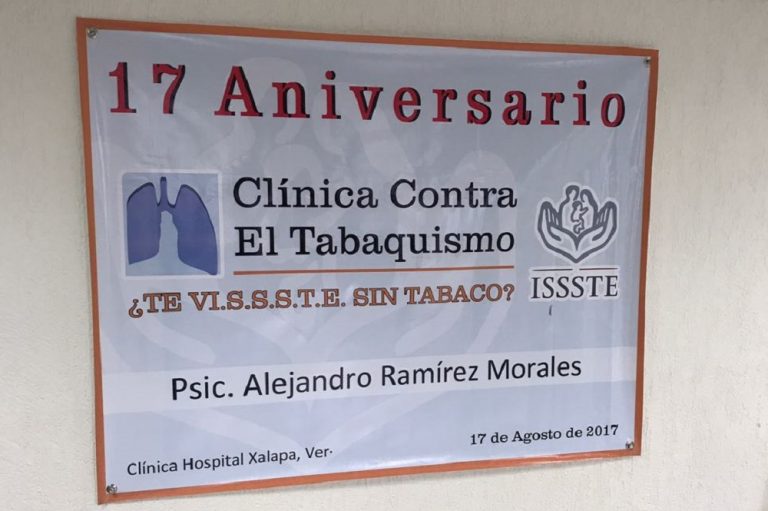 17 Aniversario
Clínica Contra
El Tabaquismo
¿TE VI.S.S.S.T.E. SIN TABACO?
ISSSTE
Psic. Alejandro Ramírez Morales
17 de Agosto de 2017
Clínica Hospital Xalapa, Ver.